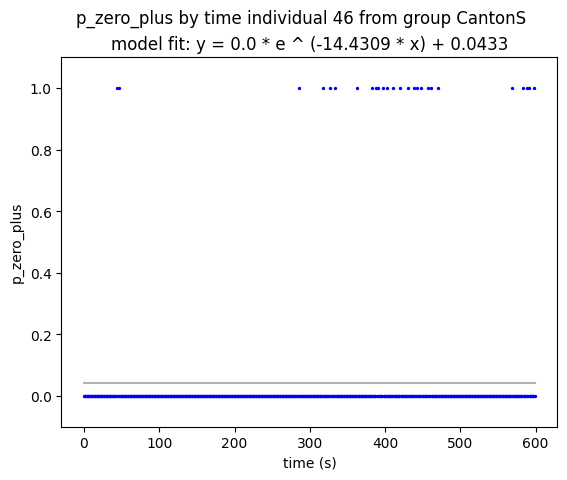 p_zero_plus by time individual 46 from group CantonS
model fit: y = 0.0 * e ^ (-14.4309 * x) + 0.0433
1.0
0.8
0.6
0.4
0.2
0.0
p_zero_plus
0 100 200 300 400 500 600
time (s)